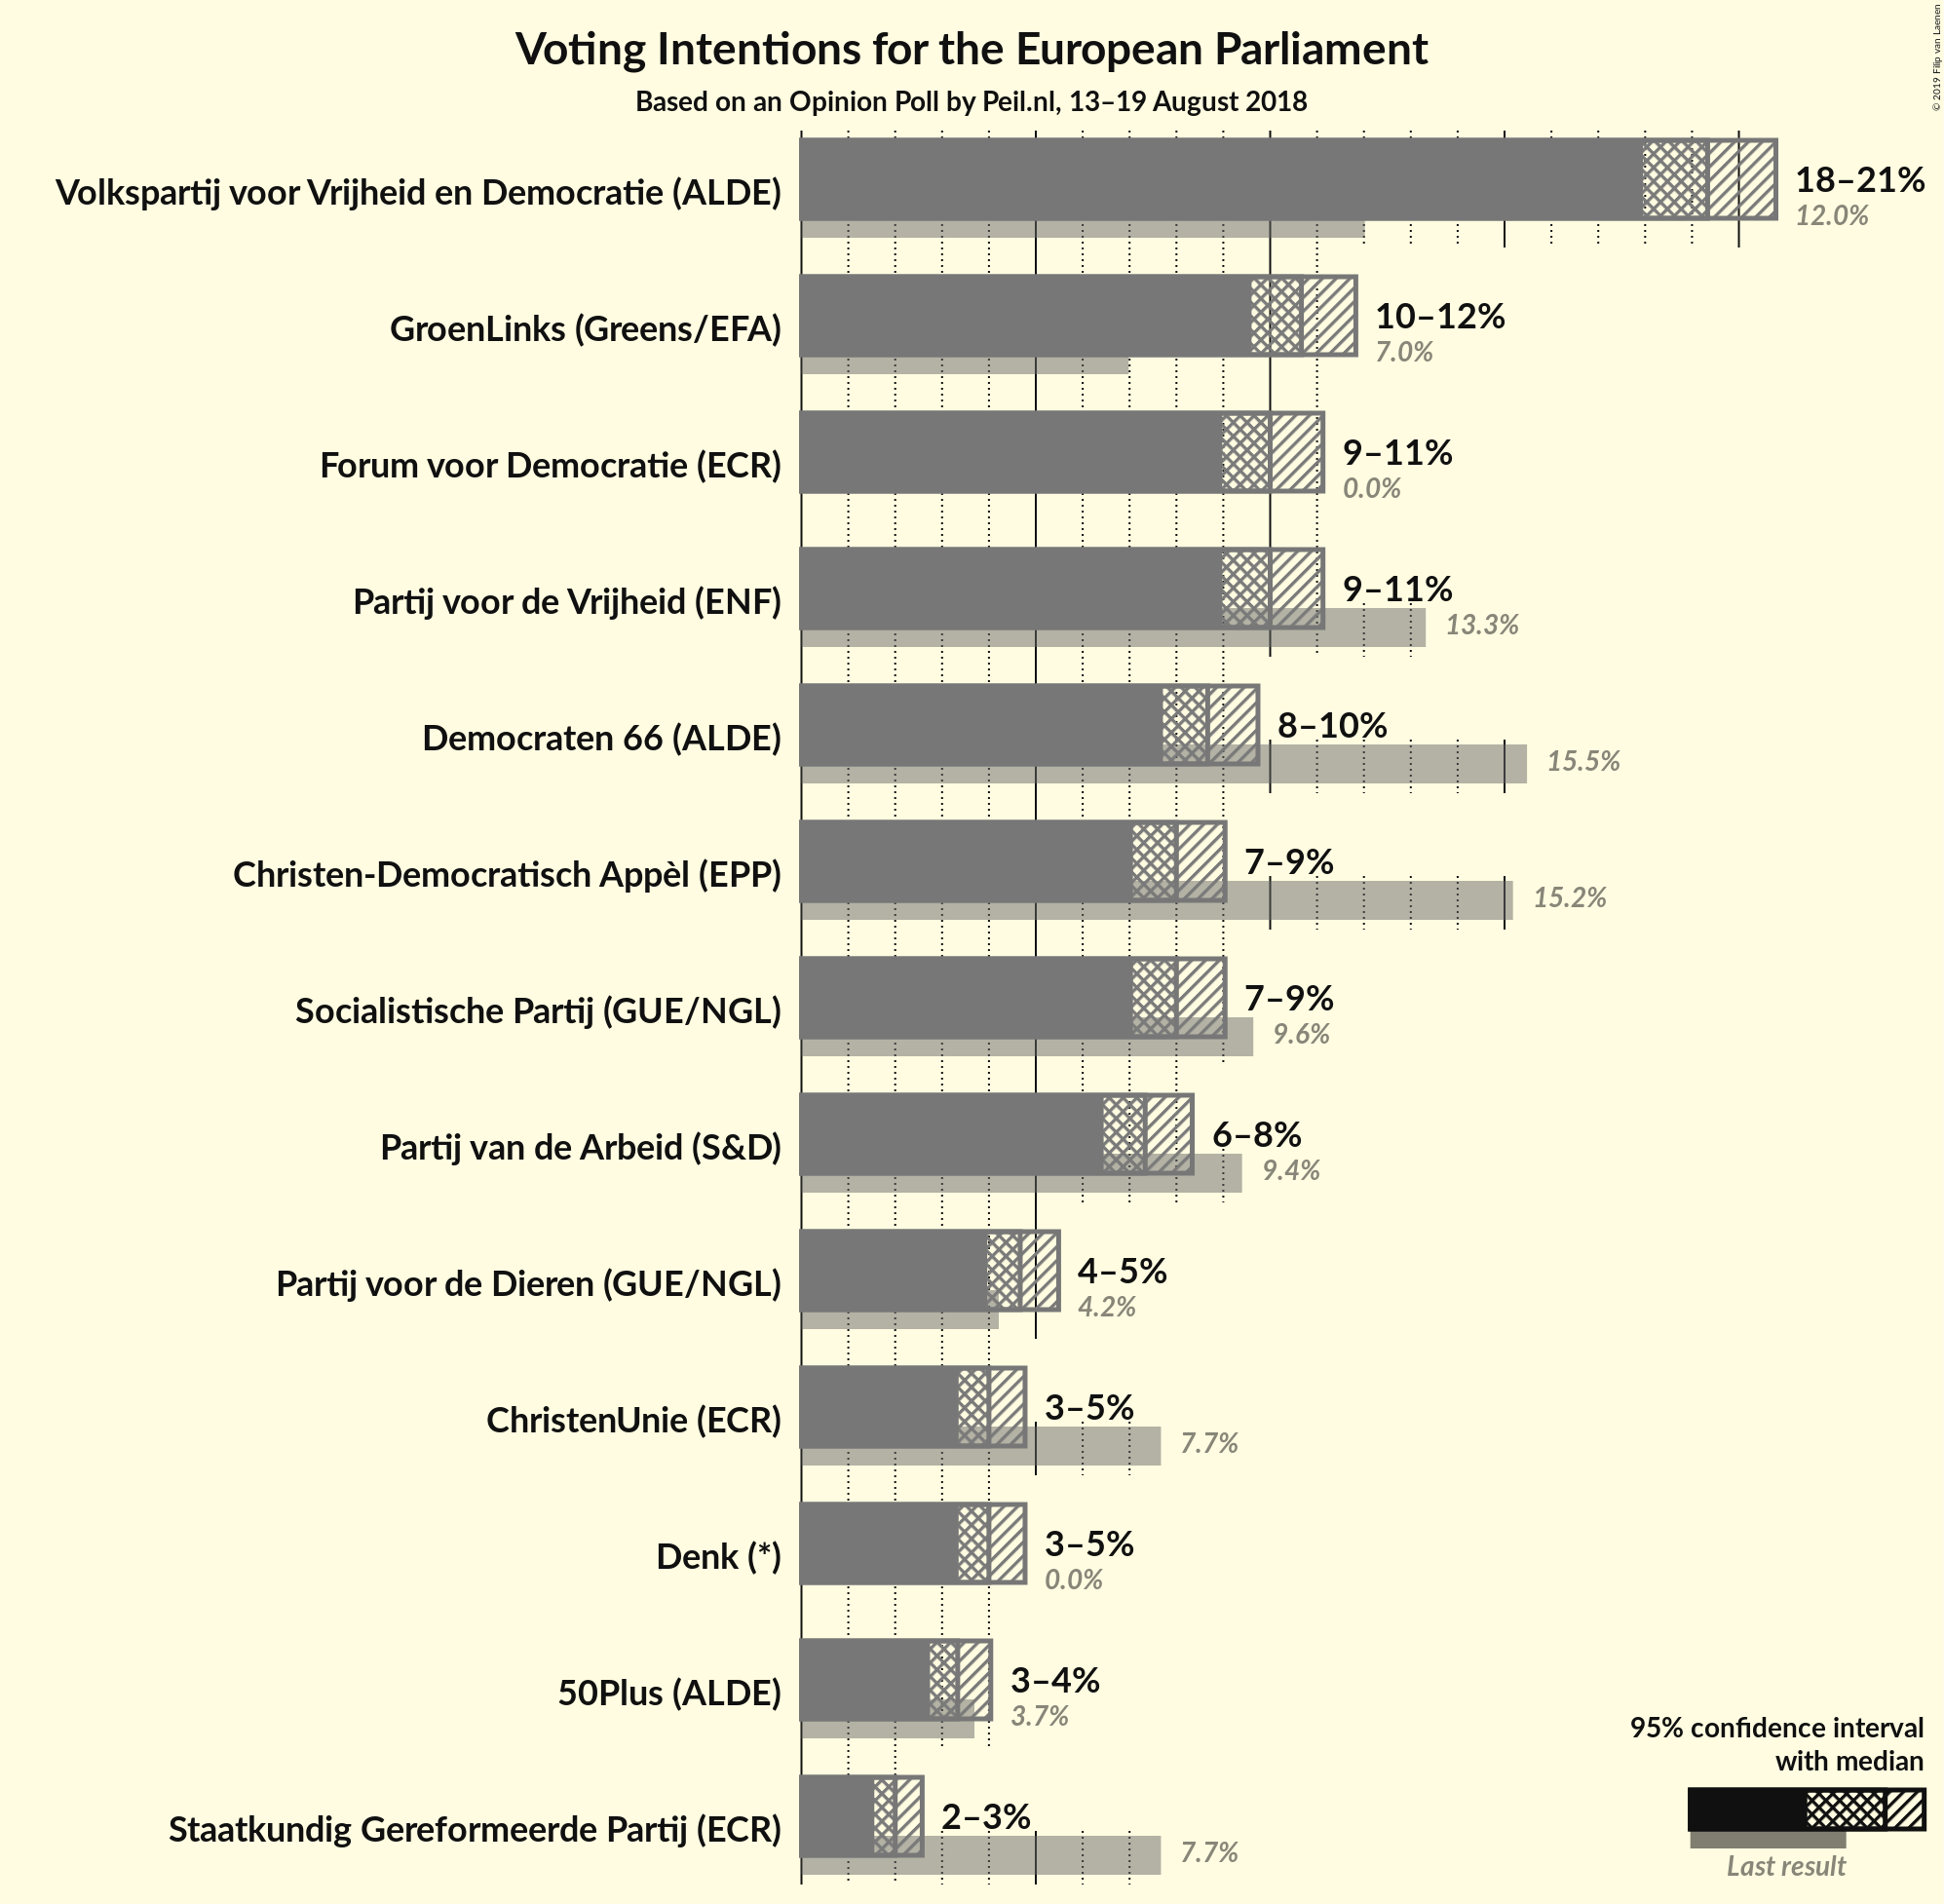 Voting Intentions for the European Parliament
Based on an Opinion Poll by Peil.nl, 13–19 August 2018
© 2019 Filip van Laenen
Volkspartij voor Vrijheid en Democratie (ALDE)
18–21%
12.0%
GroenLinks (Greens/EFA)
10–12%
7.0%
Forum voor Democratie (ECR)
9–11%
0.0%
Partij voor de Vrijheid (ENF)
9–11%
13.3%
Democraten 66 (ALDE)
8–10%
15.5%
Christen-Democratisch Appèl (EPP)
7–9%
15.2%
Socialistische Partij (GUE/NGL)
7–9%
9.6%
Partij van de Arbeid (S&D)
6–8%
9.4%
Partij voor de Dieren (GUE/NGL)
4–5%
4.2%
ChristenUnie (ECR)
3–5%
7.7%
Denk (*)
3–5%
0.0%
50Plus (ALDE)
3–4%
3.7%
Staatkundig Gereformeerde Partij (ECR)
2–3%
7.7%
95% confidence interval
with median
Last result